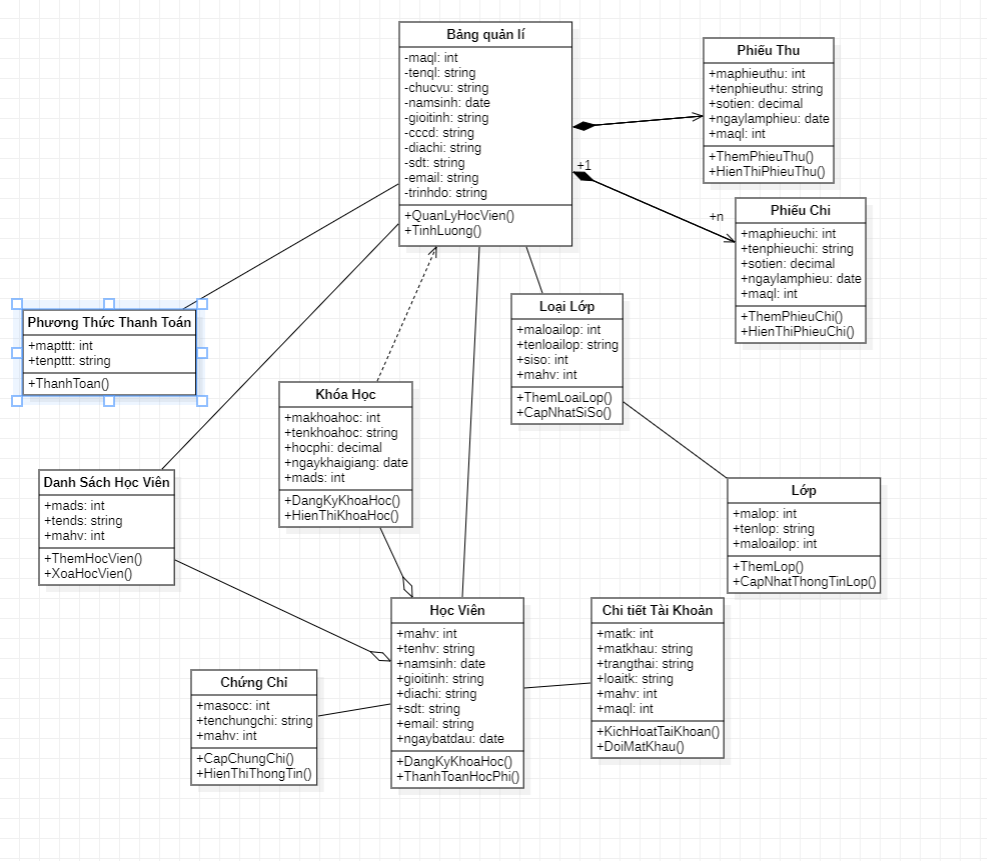 Bảng quản lí
-maql: int
-tenql: string
-chucvu: string
-namsinh: date
-gioitinh: string
-cccd: string
-diachi: string
-sdt: string
-email: string
-trinhdo: string
+QuanLyHocVien()
+TinhLuong()
Phiếu Thu
+maphieuthu: int
+tenphieuthu: string
+sotien: decimal
+ngaylamphieu: date
+maql: int
+ThemPhieuThu()
+HienThiPhieuThu()
+1
+n
Phiếu Chi
+maphieuchi: int
+tenphieuchi: string
+sotien: decimal
+ngaylamphieu: date
+maql: int
+ThemPhieuChi()
+HienThiPhieuChi()
Phương Thức Thanh Toán
+mapttt: int
+tenpttt: string
+ThanhToan()
Loại Lớp
+maloailop: int
+tenloailop: string
+siso: int
+mahv: int
+ThemLoaiLop()
+CapNhatSiSo()
Khóa Học
+makhoahoc: int
+tenkhoahoc: string
+hocphi: decimal
+ngaykhaigiang: date
+mads: int
+DangKyKhoaHoc()
+HienThiKhoaHoc()
Danh Sách Học Viên
+mads: int
+tends: string
+mahv: int
+ThemHocVien()
+XoaHocVien()
Lớp
+malop: int
+tenlop: string
+maloailop: int
+ThemLop()
+CapNhatThongTinLop()
Học Viên
+mahv: int
+tenhv: string
+namsinh: date
+gioitinh: string
+diachi: string
+sdt: string
+email: string
+ngaybatdau: date
+DangKyKhoaHoc()
+ThanhToanHocPhi()
Chi tiết Tài Khoản
+matk: int
+matkhau: string
+trangthai: string
+loaitk: string
+mahv: int
+maql: int
+KichHoatTaiKhoan()
+DoiMatKhau()
Chứng Chỉ
+masocc: int
+tenchungchi: string
+mahv: int
+CapChungChi()
+HienThiThongTin()